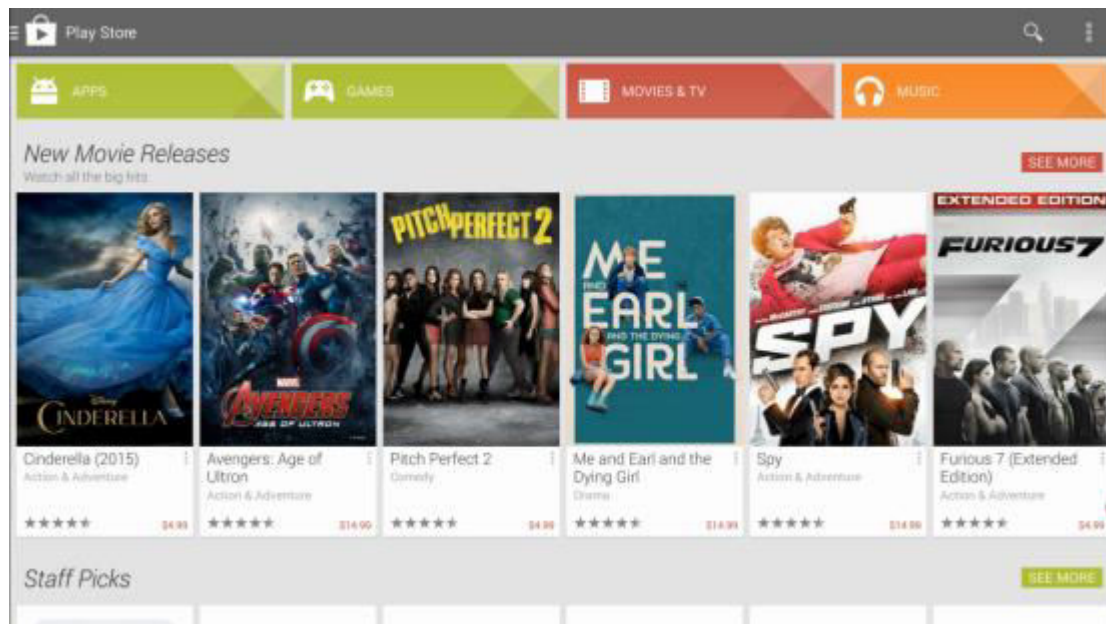 Play Store
APPS
GAMES
MOVIES & TV
MUSIC
New Movie Releases
SEE MORE
Watch all the big hits
Disney
CINDERELLA
MARVEL
AVENGERS
AGE OF ULTRON
PITCH PERFECT 2
ME
AND
EARL
AND THE DYING
GIRL
SPY
EXTENDED EDITION
FURIOUS 7
Cinderella (2015)
Action & Adventure
$4.99
Avengers: Age of
Ultron
Action & Adventure
$14.99
Pitch Perfect 2
Comedy
$4.99
Me and Earl and the
Dying Girl
Drama
$14.99
Spy
Action & Adventure
$14.99
Furious 7 (Extended
Edition)
Action & Adventure
$4.99
Staff Picks
SEE MORE